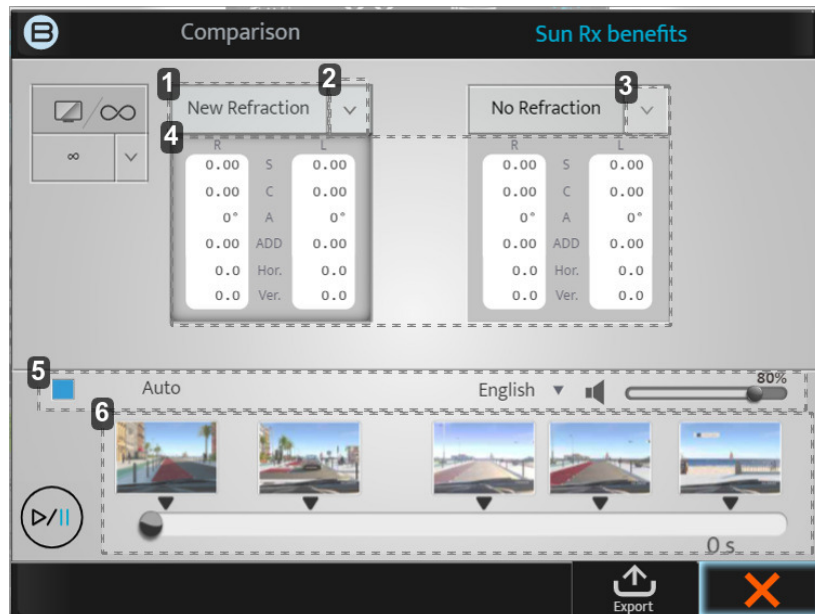 B Comparison Sun Rx benefits
1 2 3
New Refraction No Refraction
/∞
∞
4
R L R L
0.00 S 0.00 0.00 S 0.00
0.00 C 0.00 0.00 C 0.00
0° A 0° 0° A 0°
0.00 ADD 0.00 0.00 ADD 0.00
0.0 Hor. 0.0 0.0 Hor. 0.0
0.0 Ver. 0.0 0.0 Ver. 0.0
5 Auto English 80%
6
0 s
Export